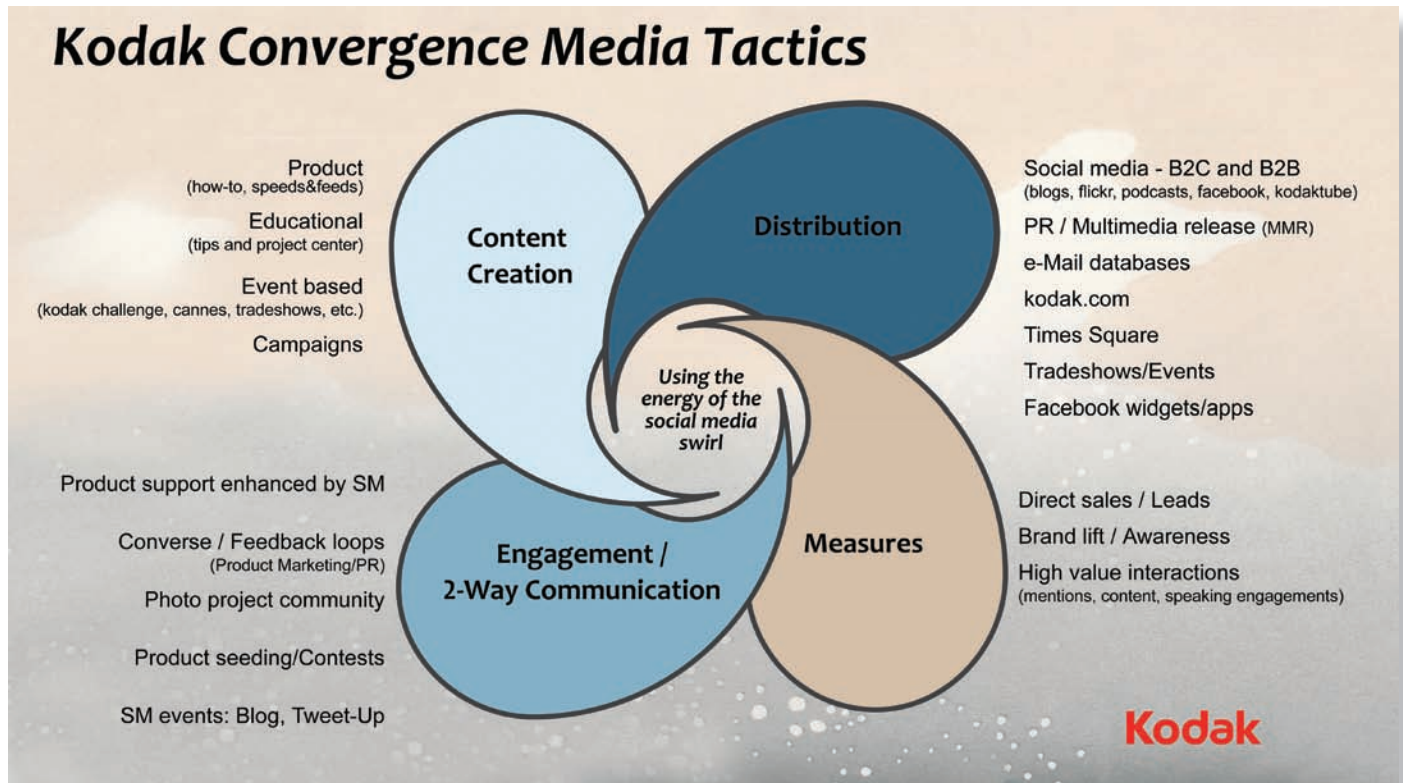 Kodak Convergence Media Tactics
Product
(how-to, speeds&feeds)
Educational
(tips and project center)
Event based
(kodak challenge, cannes, tradeshows, etc.)
Campaigns
Content
Creation
Distribution
Social media - B2C and B2B
(blogs, flickr, podcasts, facebook, kodaktube)
PR / Multimedia release (MMR)
e-Mail databases
kodak.com
Times Square
Tradeshows/Events
Facebook widgets/apps
Using the
energy of the
social media
swirl
Product support enhanced by SM
Converse / Feedback loops
(Product Marketing/PR)
Photo project community
Product seeding/Contests
SM events: Blog, Tweet-Up
Engagement /
2-Way Communication
Measures
Direct sales / Leads
Brand lift / Awareness
High value interactions
(mentions, content, speaking engagements)
Kodak